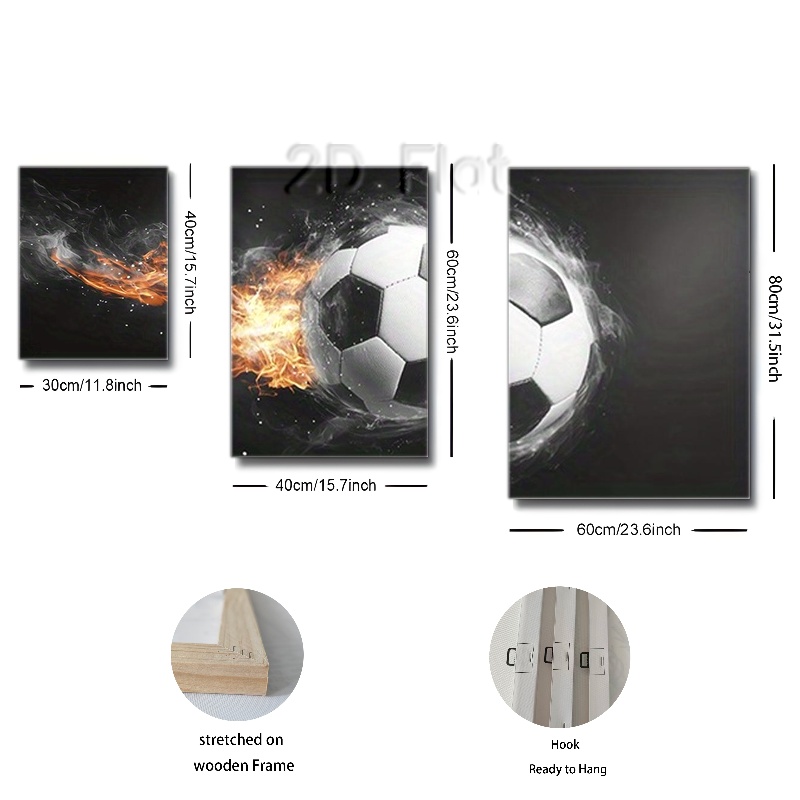 2D Flat
40cm/15.7inch
30cm/11.8inch
60cm/23.6inch
40cm/15.7inch
80cm/31.5inch
60cm/23.6inch
stretched on
wooden Frame
Hook
Ready to Hang